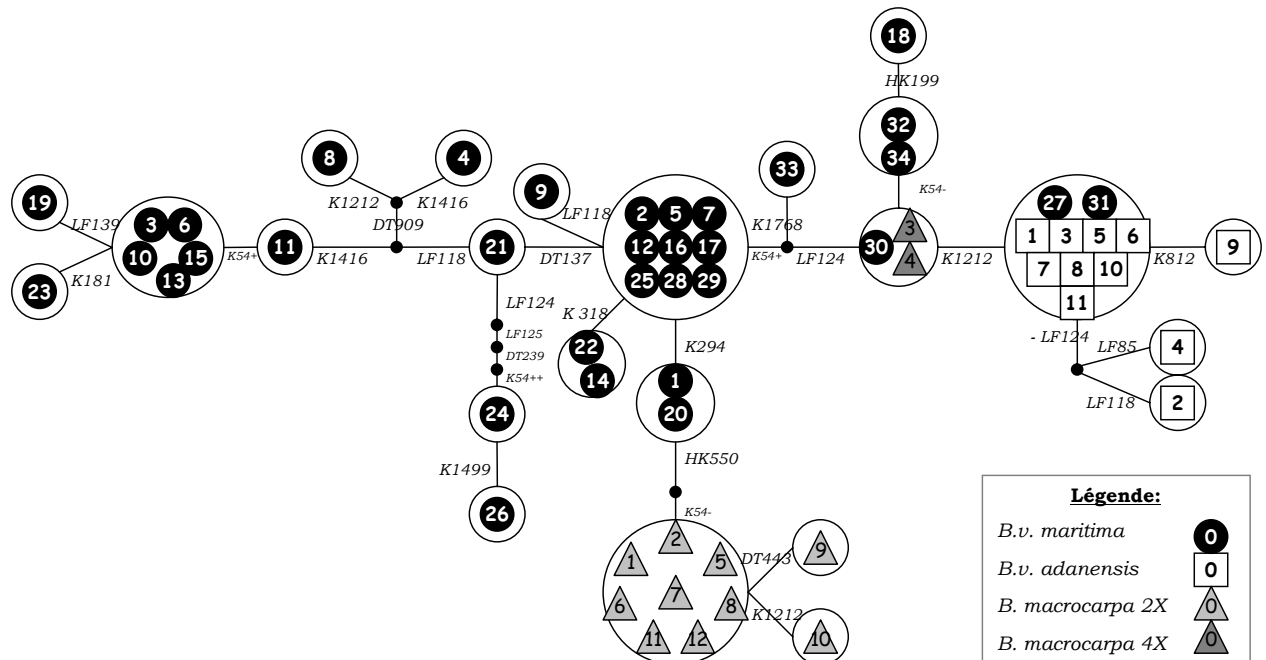 18
HK199
32
34
8
4
33
K54-
9
2 5 7
27 31
19
LF139
3 6
K1212
K1416
LF118
K1768
3
1 3 5 6
DT909
10 15
13
K54+
11
K1416
LF118
21
DT137
12 16 17
K54+
LF124
30
4
K1212
7 8 10
K812
9
23
K181
25 28 29
11
LF124
K 318
- LF124
LF85
4
LF125
DT239
22
14
K294
K54++
1
20
LF118
2
24
K1499
HK550
26
K54-
2
1
5
DT443
9
7
6
8
K1212
11 12
10
Légende:
B.v. maritima 0
B.v. adanensis 0
B. macrocarpa 2X 0
B. macrocarpa 4X 0